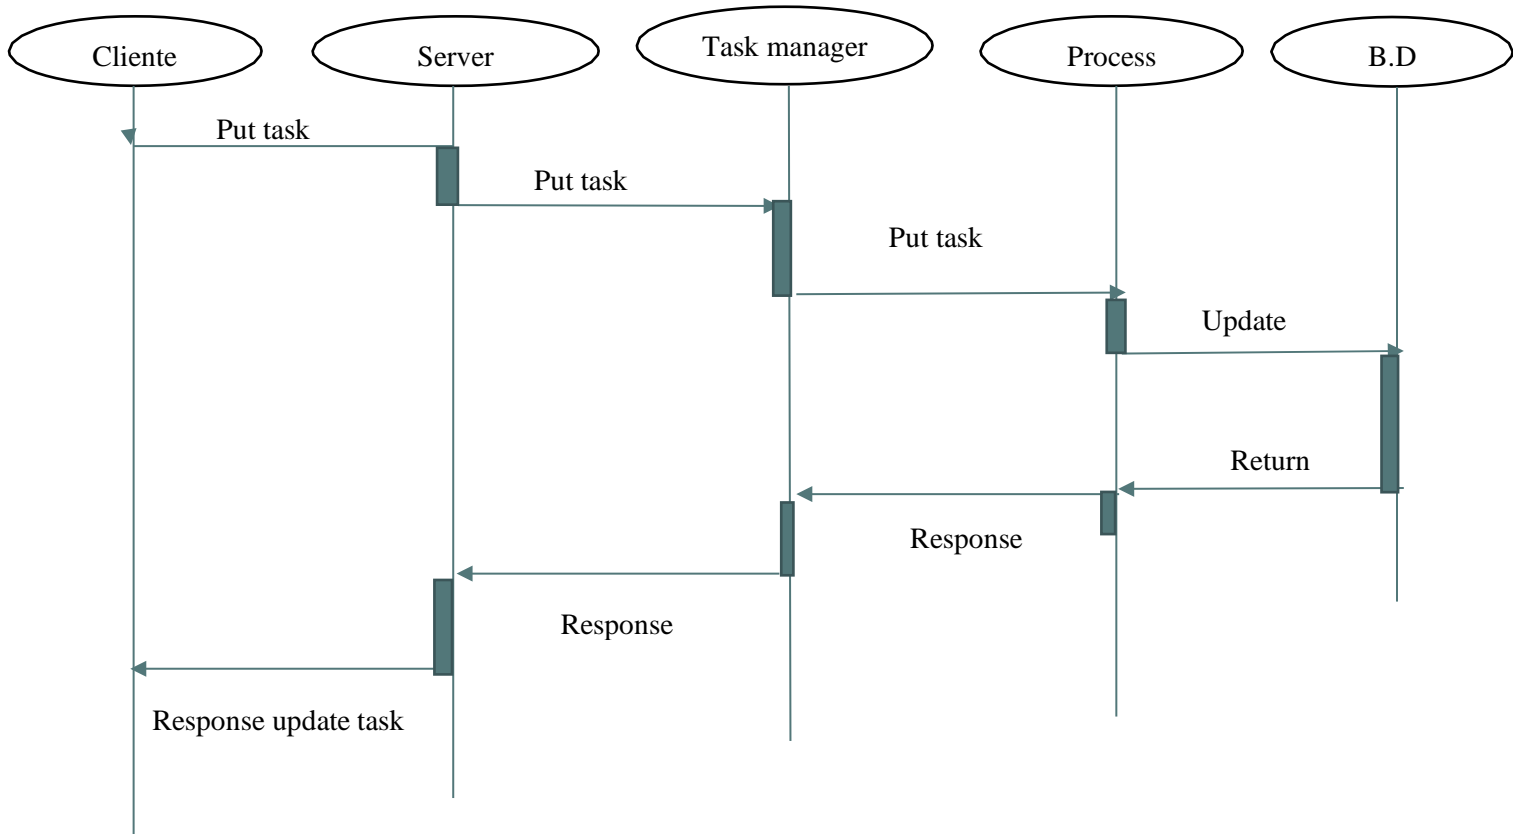 Cliente
Server
Task manager
Process
B.D
Put task
Put task
Put task
Update
Return
Response
Response
Response update task